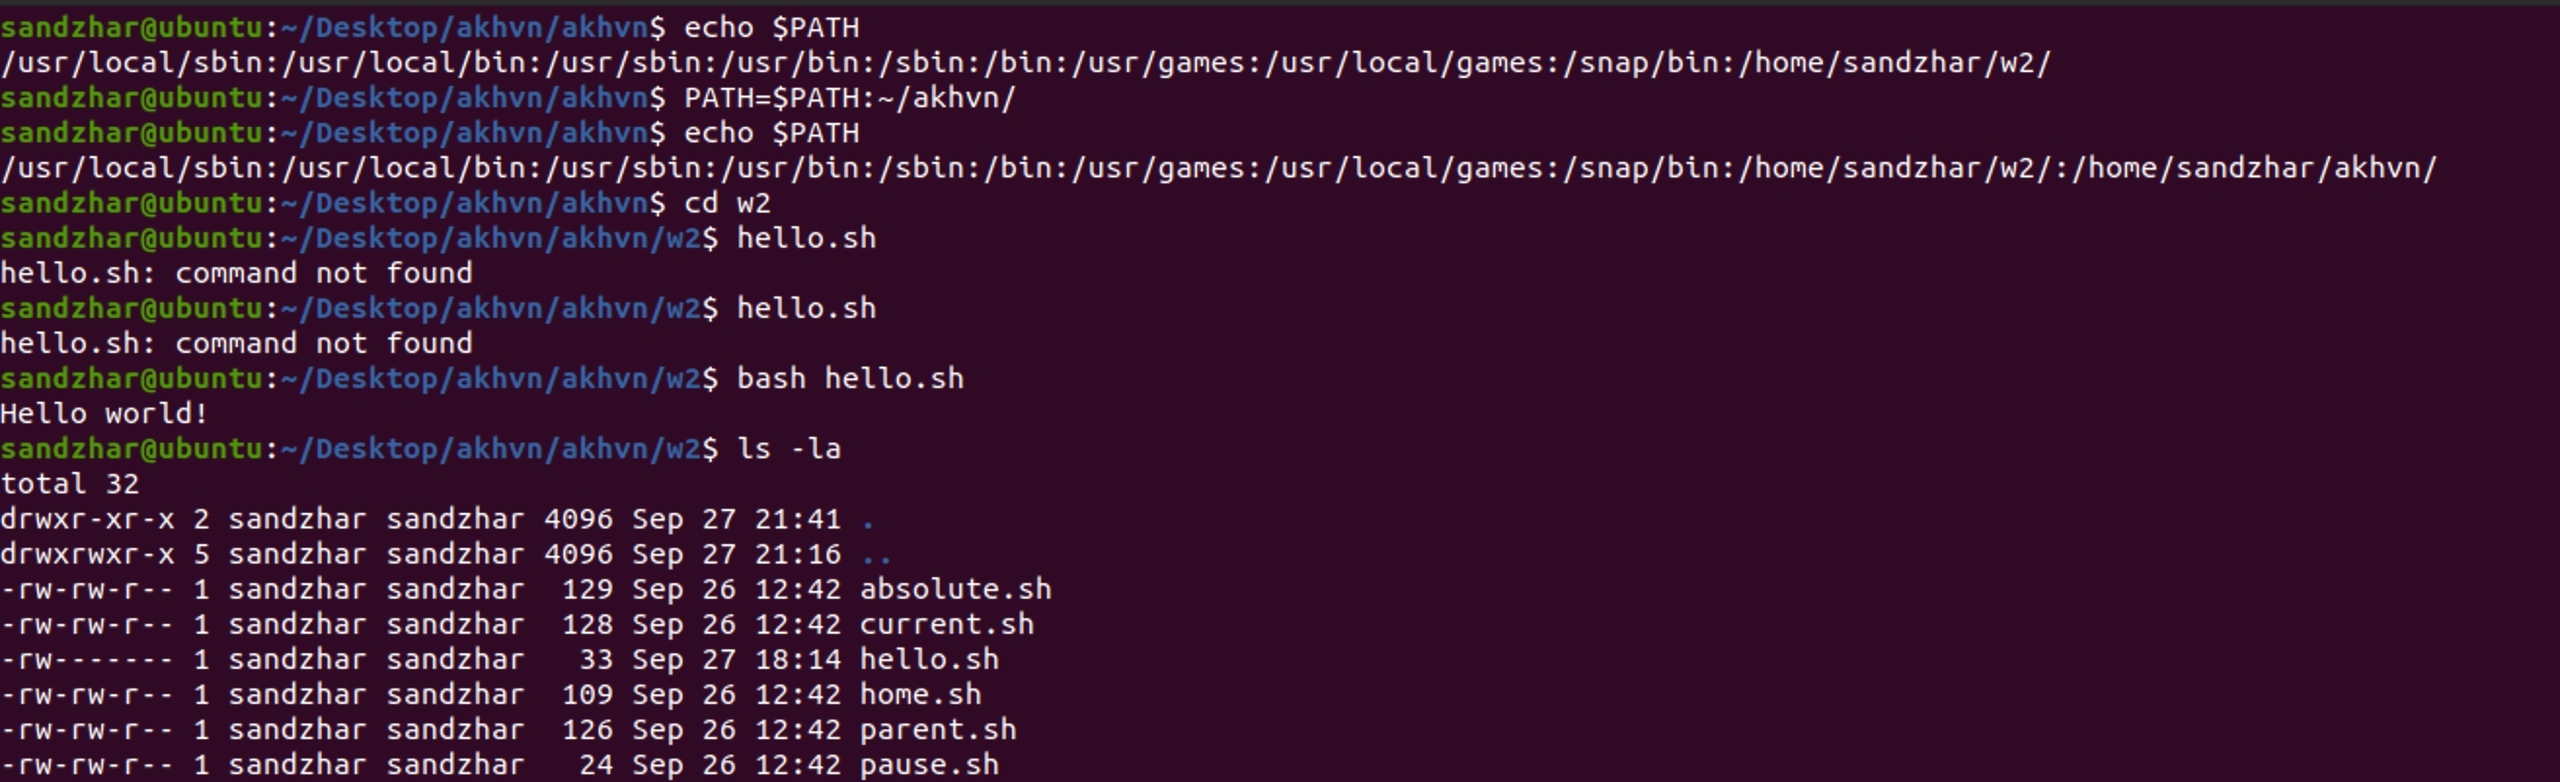 sandzhar@ubuntu:~/Desktop/akhvn/akhvn$ echo $PATH
/usr/local/sbin:/usr/local/bin:/usr/sbin:/usr/bin:/sbin:/bin:/usr/games:/usr/local/games:/snap/bin:/home/sandzhar/w2/
sandzhar@ubuntu:~/Desktop/akhvn/akhvn$ PATH=$PATH:~/akhvn/
sandzhar@ubuntu:~/Desktop/akhvn/akhvn$ echo $PATH
/usr/local/sbin:/usr/local/bin:/usr/sbin:/usr/bin:/sbin:/bin:/usr/games:/usr/local/games:/snap/bin:/home/sandzhar/w2/:/home/sandzhar/akhvn/
sandzhar@ubuntu:~/Desktop/akhvn/akhvn$ cd w2
sandzhar@ubuntu:~/Desktop/akhvn/akhvn/w2$ hello.sh
hello.sh: command not found
sandzhar@ubuntu:~/Desktop/akhvn/akhvn/w2$ hello.sh
hello.sh: command not found
sandzhar@ubuntu:~/Desktop/akhvn/akhvn/w2$ bash hello.sh
Hello world!
sandzhar@ubuntu:~/Desktop/akhvn/akhvn/w2$ ls -la
total 32
drwxr-xr-x 2 sandzhar sandzhar 4096 Sep 27 21:41 .
drwxrwxr-x 5 sandzhar sandzhar 4096 Sep 27 21:16 ..
-rw-rw-r-- 1 sandzhar sandzhar  129 Sep 26 12:42 absolute.sh
-rw-rw-r-- 1 sandzhar sandzhar  128 Sep 26 12:42 current.sh
-rw------- 1 sandzhar sandzhar   33 Sep 27 18:14 hello.sh
-rw-rw-r-- 1 sandzhar sandzhar  109 Sep 26 12:42 home.sh
-rw-rw-r-- 1 sandzhar sandzhar  126 Sep 26 12:42 parent.sh
-rw-rw-r-- 1 sandzhar sandzhar   24 Sep 26 12:42 pause.sh